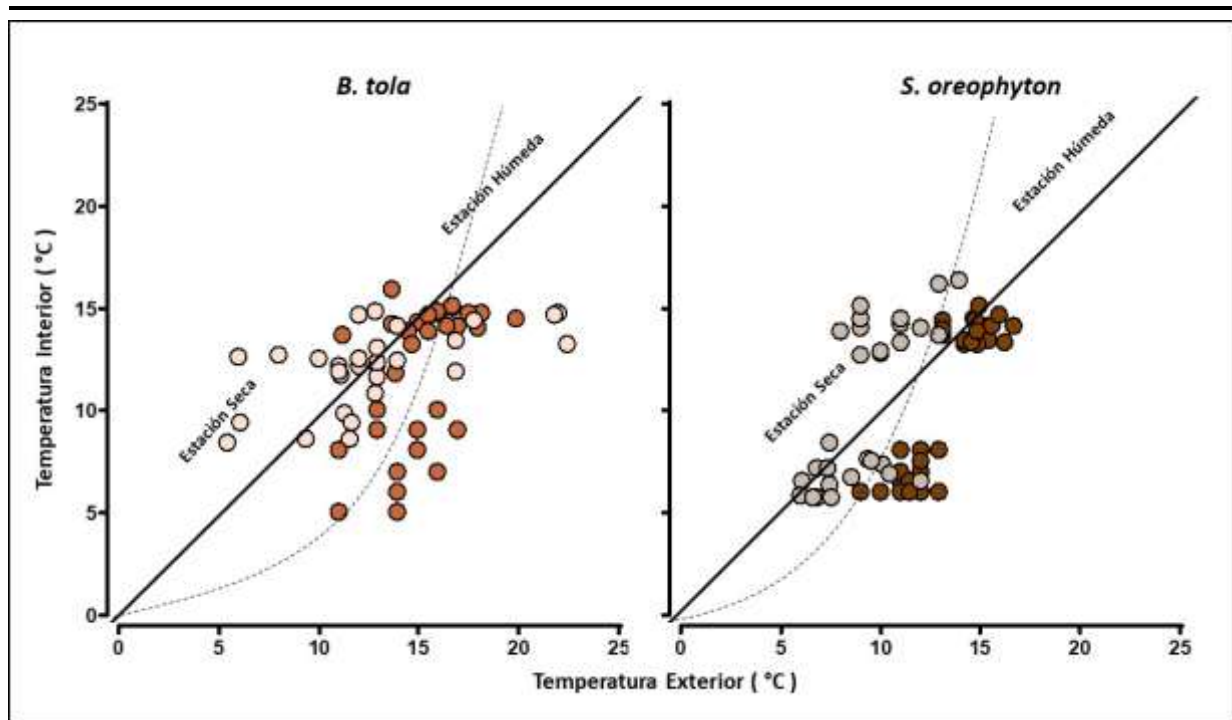 B. tola
S. oreophyton
25
20
15
10
5
0
Temperatura Interior ( °C )
Estación Seca
Estación Húmeda
Estación Seca
Estación Húmeda
0
5
10
15
20
25
0
5
10
15
20
25
Temperatura Exterior ( °C )